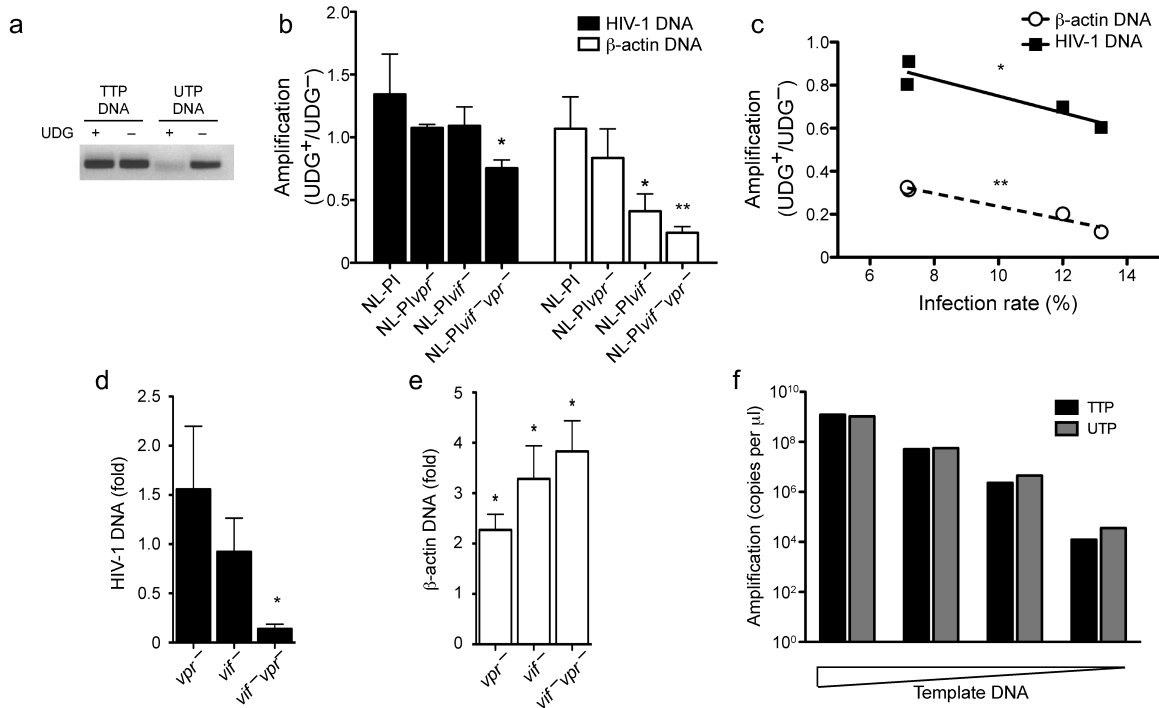 a
TTP
DNA
UTP
DNA
UDG + – + –
b
HIV-1 DNA
β-actin DNA
Amplification
(UDG⁺/UDG⁻)
2.0
1.5
1.0
0.5
0
*
*
**
NL-PI
NL-PIvpr⁻
NL-PIvif⁻
NL-PIvif⁻vpr⁻
NL-PI
NL-PIvpr⁻
NL-PIvif⁻
NL-PIvif⁻vpr⁻
c
β-actin DNA
HIV-1 DNA
Amplification
(UDG⁺/UDG⁻)
1.0
0.8
0.6
0.4
0.2
0
*
**
6 8 10 12 14
Infection rate (%)
d
HIV-1 DNA (fold)
2.5
2.0
1.5
1.0
0.5
0
*
vpr⁻
vif⁻
vif⁻vpr⁻
e
β-actin DNA (fold)
5
4
3
2
1
0
*
*
*
vpr⁻
vif⁻
vif⁻vpr⁻
f
TTP
UTP
Amplification (copies per µl)
10¹⁰
10⁸
10⁶
10⁴
10²
10⁰
Template DNA